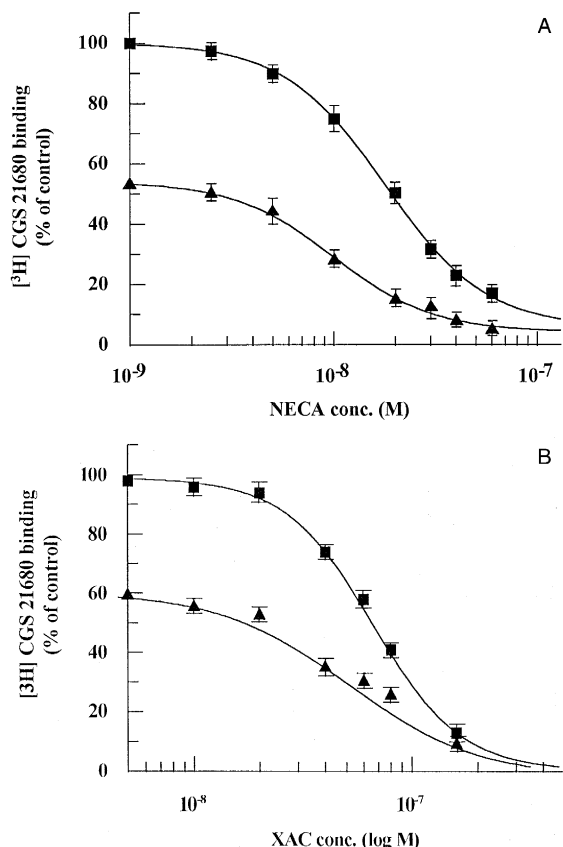 A
[³H] CGS 21680 binding
(% of control)
100
80
60
40
20
0
10⁻⁹
10⁻⁸
10⁻⁷
NECA conc. (M)
B
[3H] CGS 21680 binding
(% of control)
100
80
60
40
20
0
10⁻⁸
10⁻⁷
XAC conc. (log M)